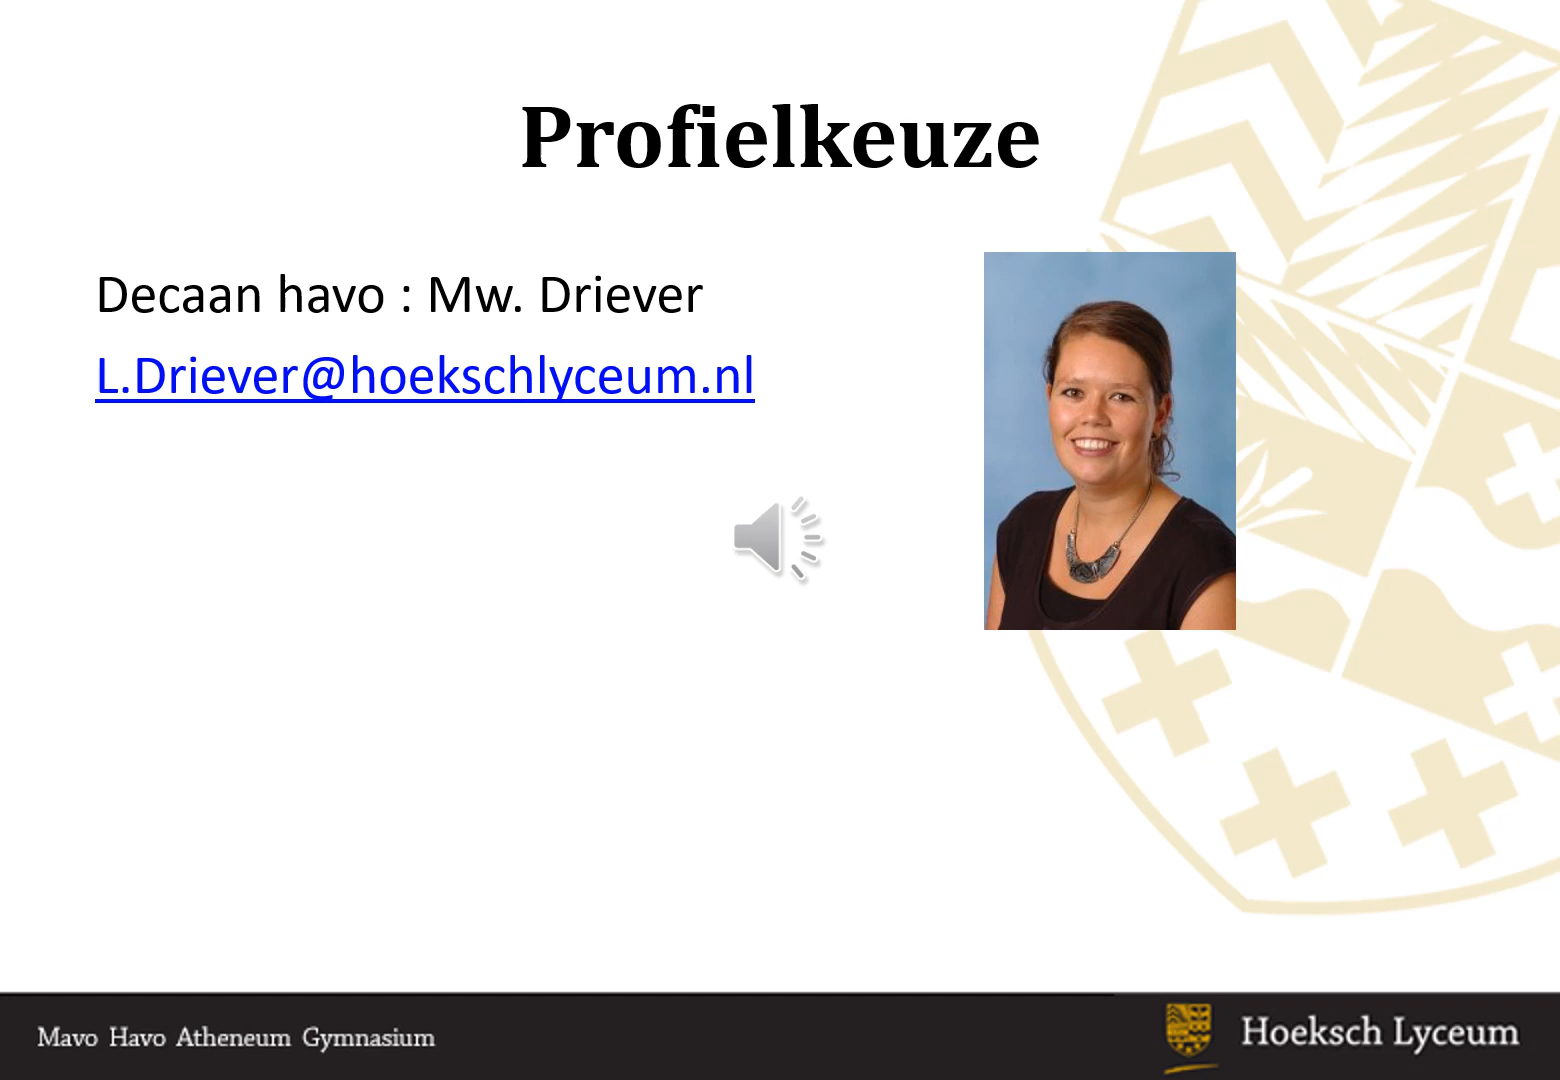 Profielkeuze
Decaan havo : Mw. Driever
L.Driever@hoekschlyceum.nl
Mavo Havo Atheneum Gymnasium
Hoeksch Lyceum